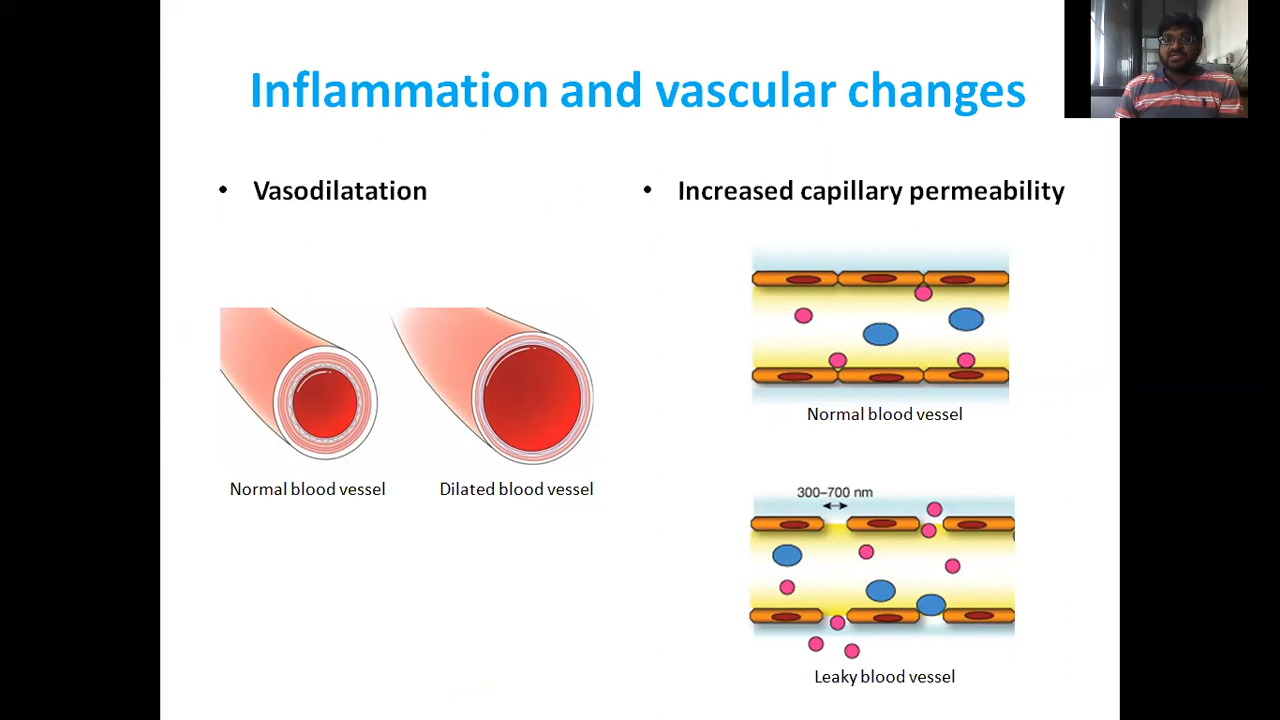 Inflammation and vascular changes
• Vasodilatation
• Increased capillary permeability
Normal blood vessel
Dilated blood vessel
Normal blood vessel
300–700 nm
Leaky blood vessel